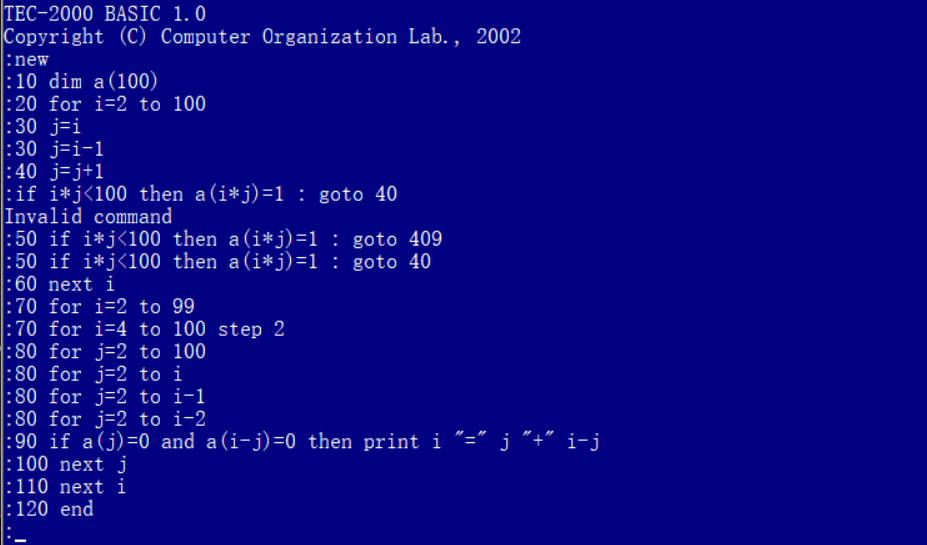 TEC-2000 BASIC 1.0
Copyright (C) Computer Organization Lab., 2002
:new
:10 dim a(100)
:20 for i=2 to 100
:30 j=i
:30 j=i-1
:40 j=j+1
:if i*j<100 then a(i*j)=1 : goto 40
Invalid command
:50 if i*j<100 then a(i*j)=1 : goto 409
:50 if i*j<100 then a(i*j)=1 : goto 40
:60 next i
:70 for i=2 to 99
:70 for i=4 to 100 step 2
:80 for j=2 to 100
:80 for j=2 to i
:80 for j=2 to i-1
:80 for j=2 to i-2
:90 if a(j)=0 and a(i-j)=0 then print i "=" j "+" i-j
:100 next j
:110 next i
:120 end
:_